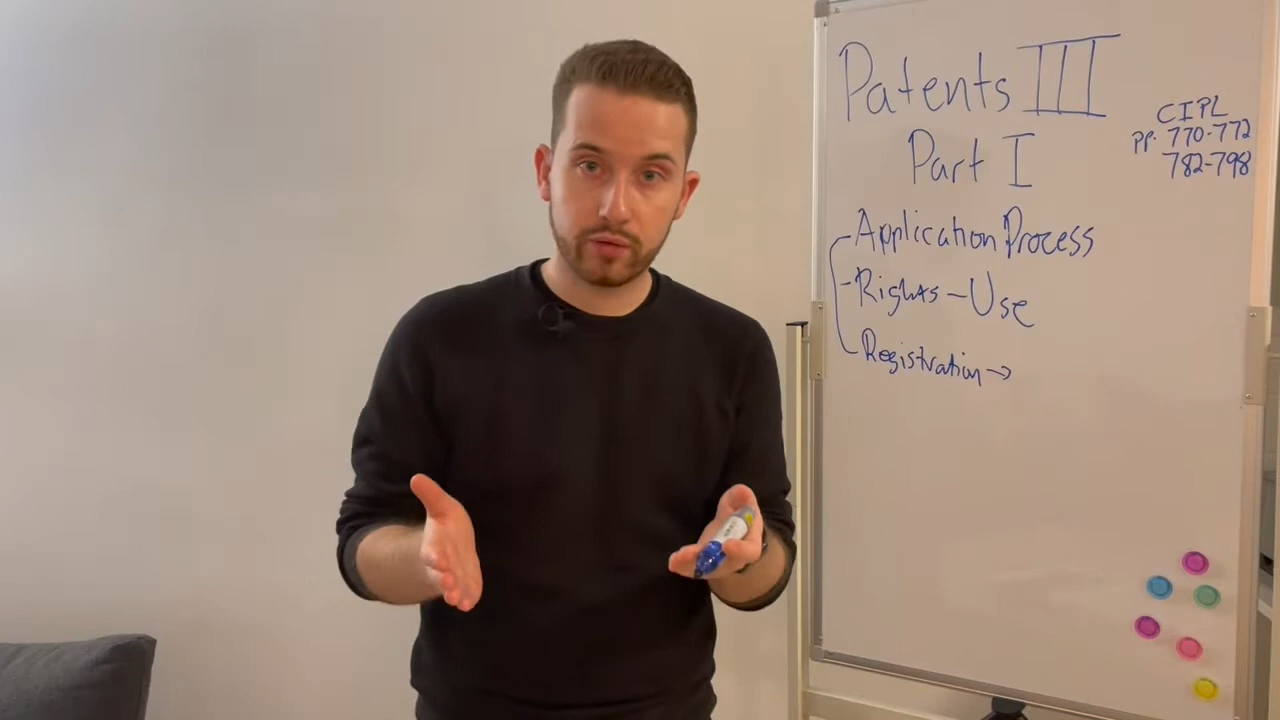 Patents III
Part I
CIPL
pp. 770-772
782-798
Application Process
- Rights - Use
Registration →